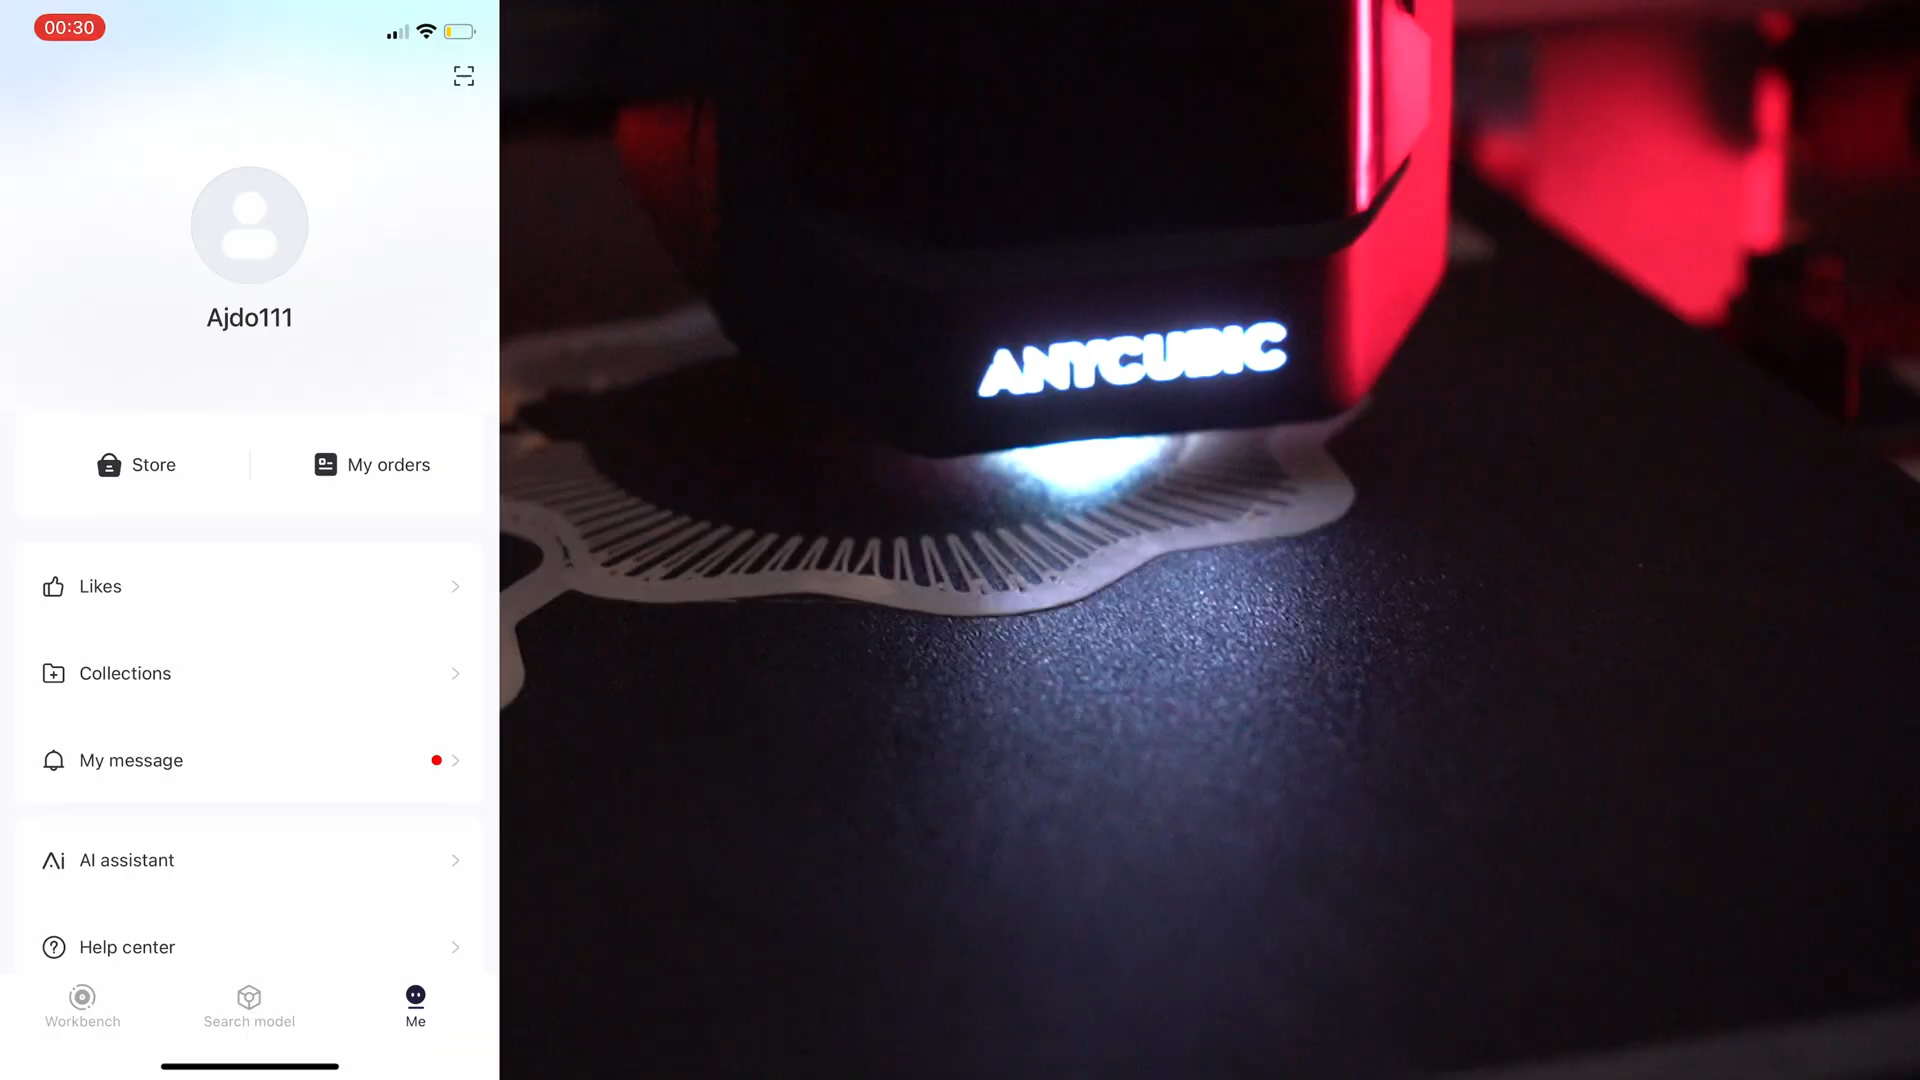 00:30
Ajdo111
Store
My orders
Likes
Collections
My message
AI assistant
Help center
Workbench
Search model
Me
ANYCUBIC